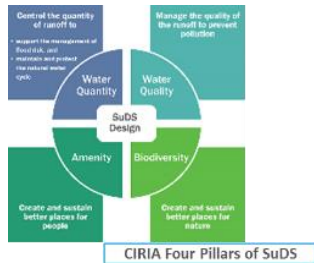 Control the quantity
of runoff to
• support the management of
flood risk, and
• maintain and protect
the natural water
cycle
Manage the quality of
the runoff to prevent
pollution
Water
Quantity
Water
Quality
SuDS
Design
Amenity
Biodiversity
Create and sustain
better places for
people
Create and sustain
better places for
nature
CIRIA Four Pillars of SuDS